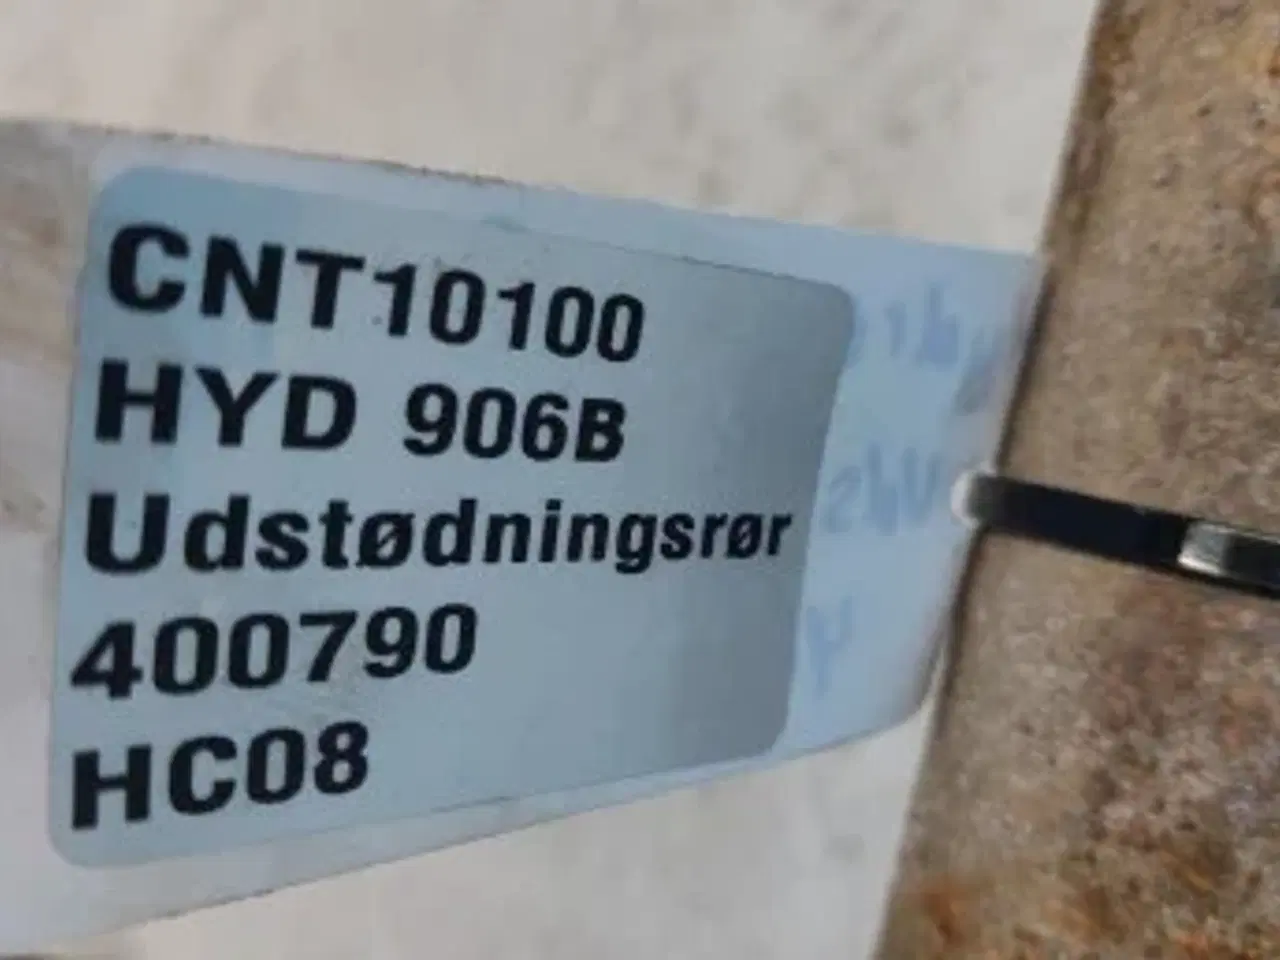 CNT10100
HYD 906B
Udstødningsrør
400790
HC08